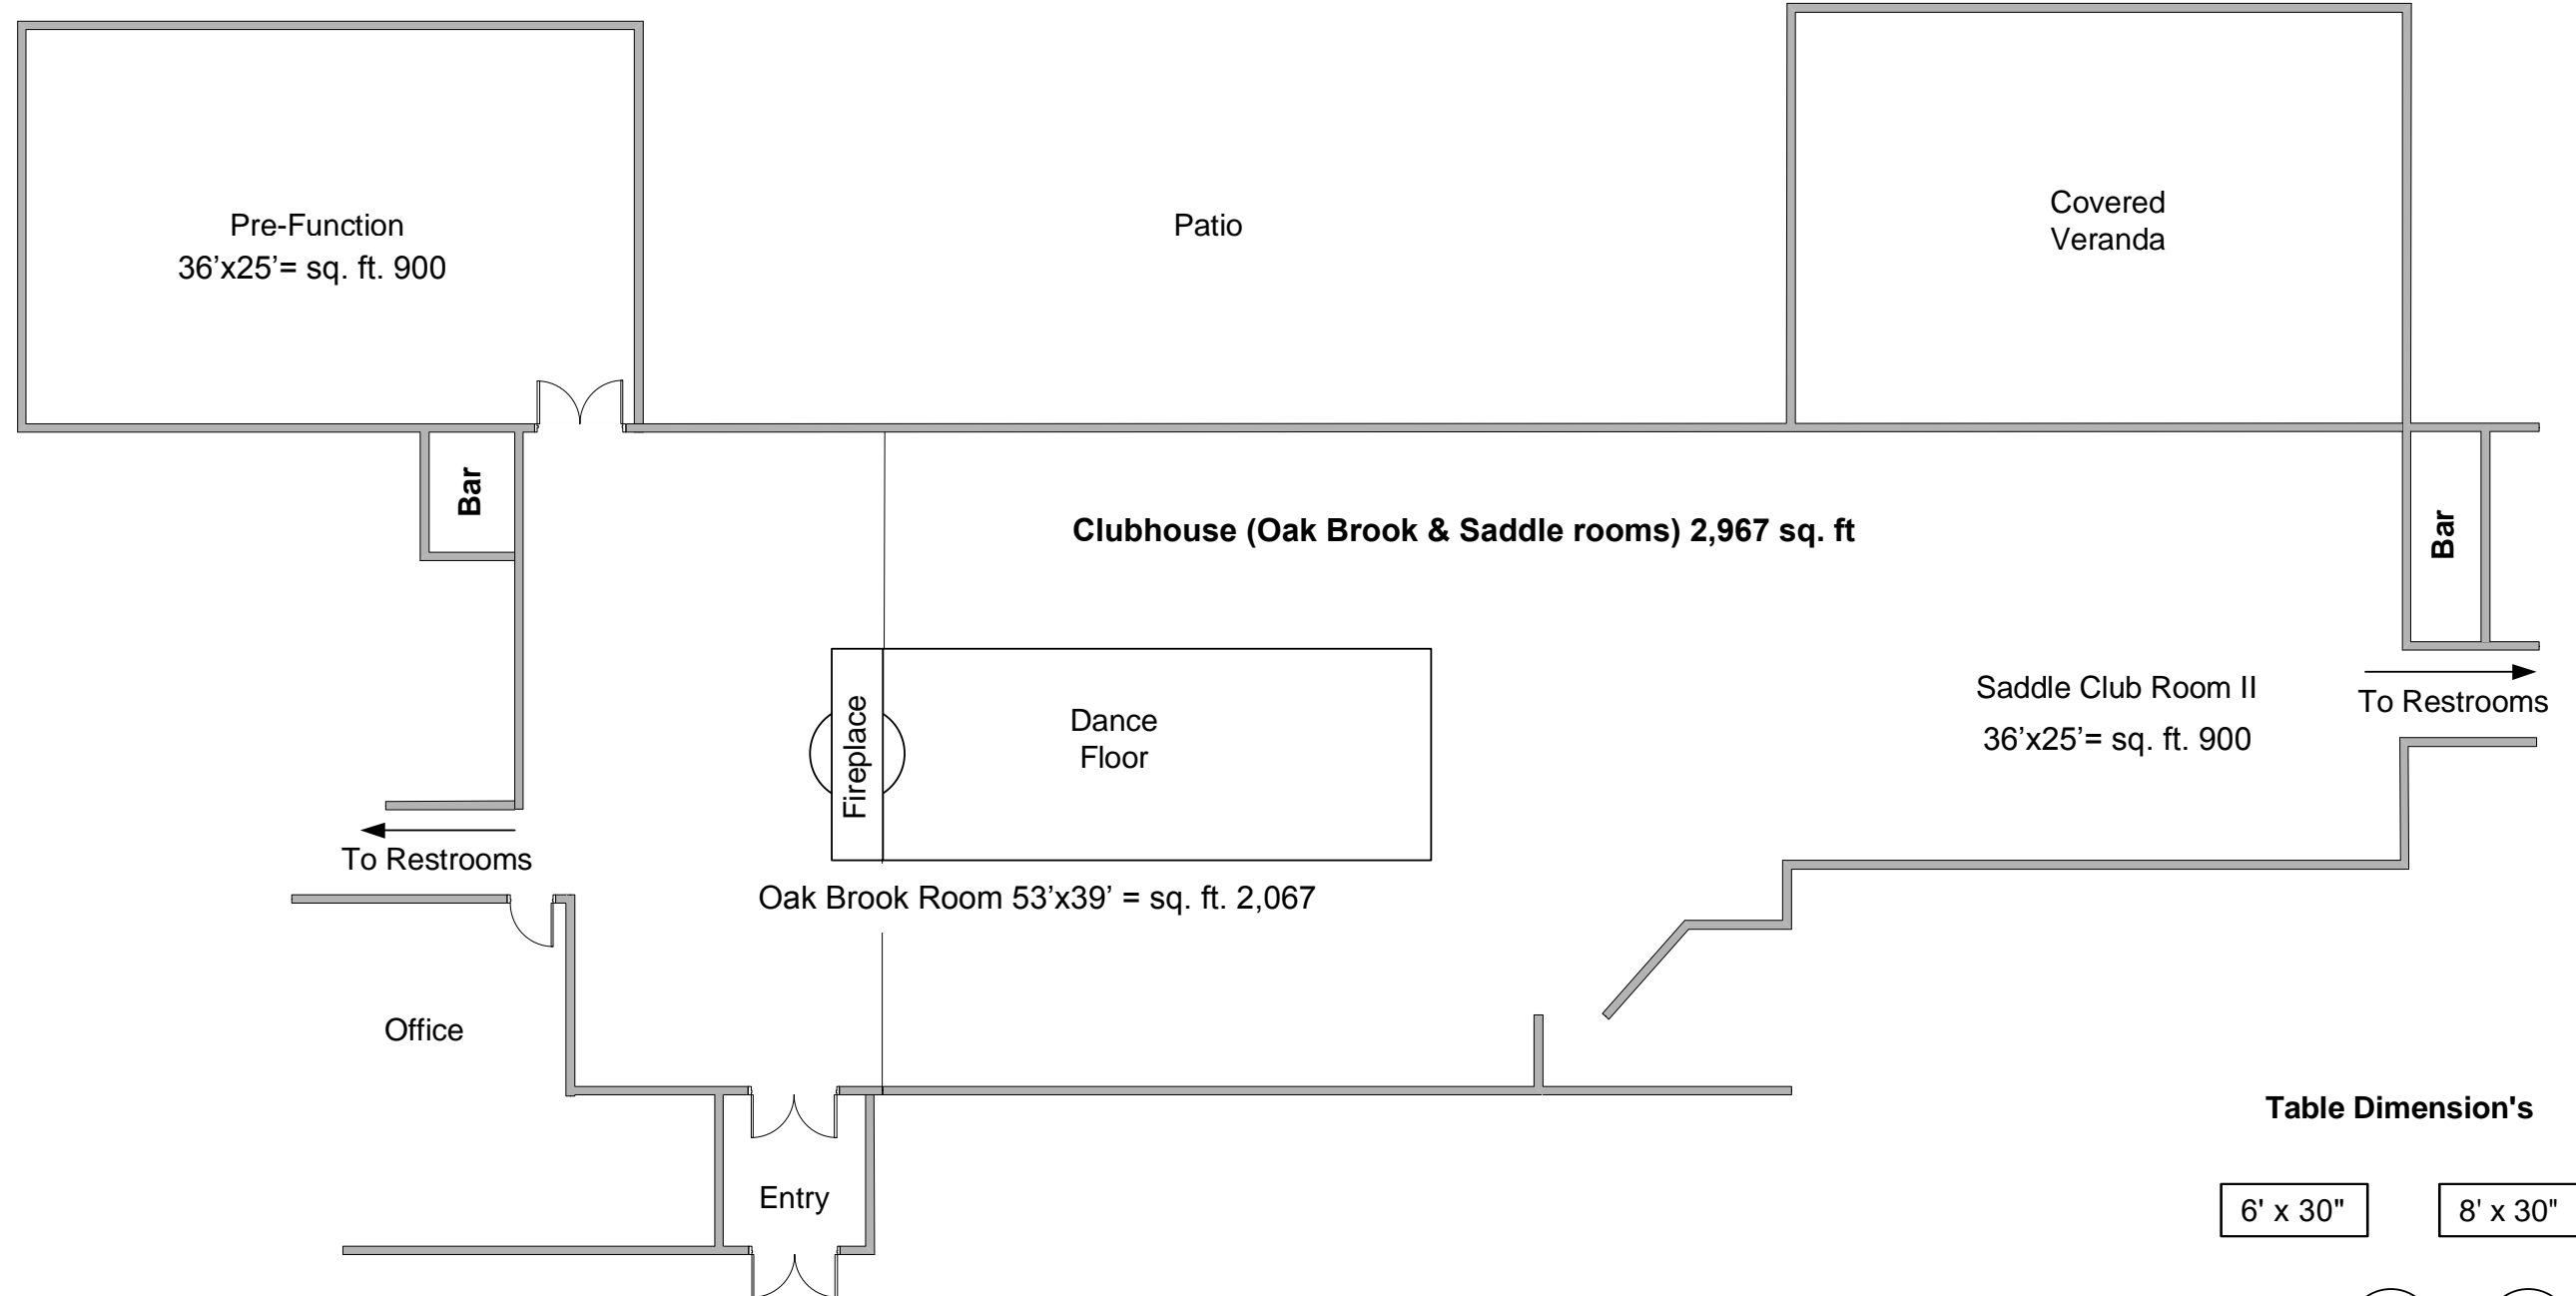 Pre-Function
36’x25’= sq. ft. 900
Patio
Covered
Veranda
Bar
Clubhouse (Oak Brook & Saddle rooms) 2,967 sq. ft
Bar
Fireplace
Dance
Floor
Saddle Club Room II
36’x25’= sq. ft. 900
To Restrooms
To Restrooms
Oak Brook Room 53’x39’ = sq. ft. 2,067
Office
Entry
Table Dimension's
6' x 30"
8' x 30"